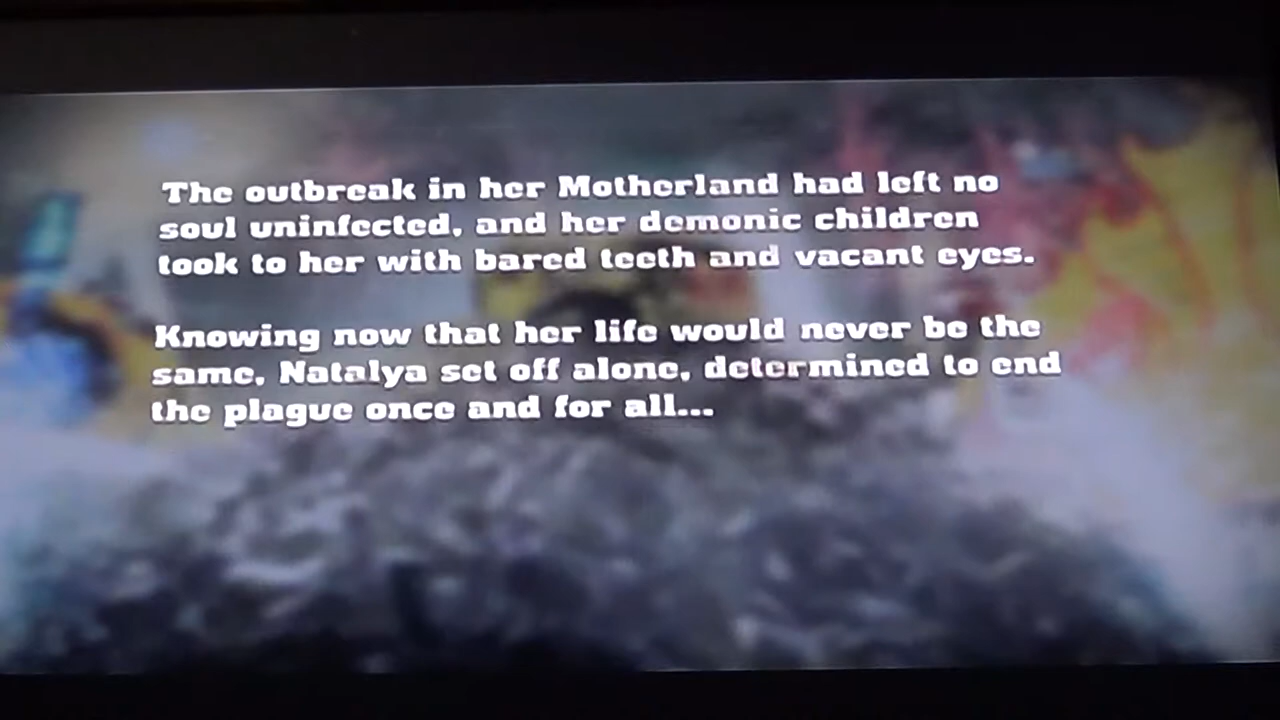 The outbreak in her Motherland had left no
soul uninfected, and her demonic children
took to her with bared teeth and vacant eyes.
Knowing now that her life would never be the
same, Natalya set off alone, determined to end
the plague once and for all...